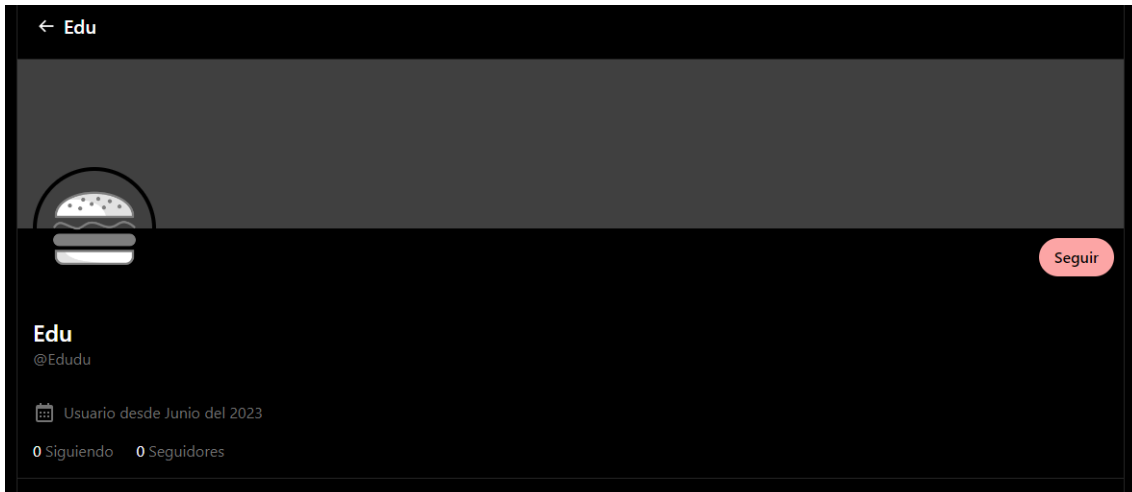 Edu
Seguir
Edu
@Edudu
Usuario desde Junio del 2023
0 Siguiendo 0 Seguidores